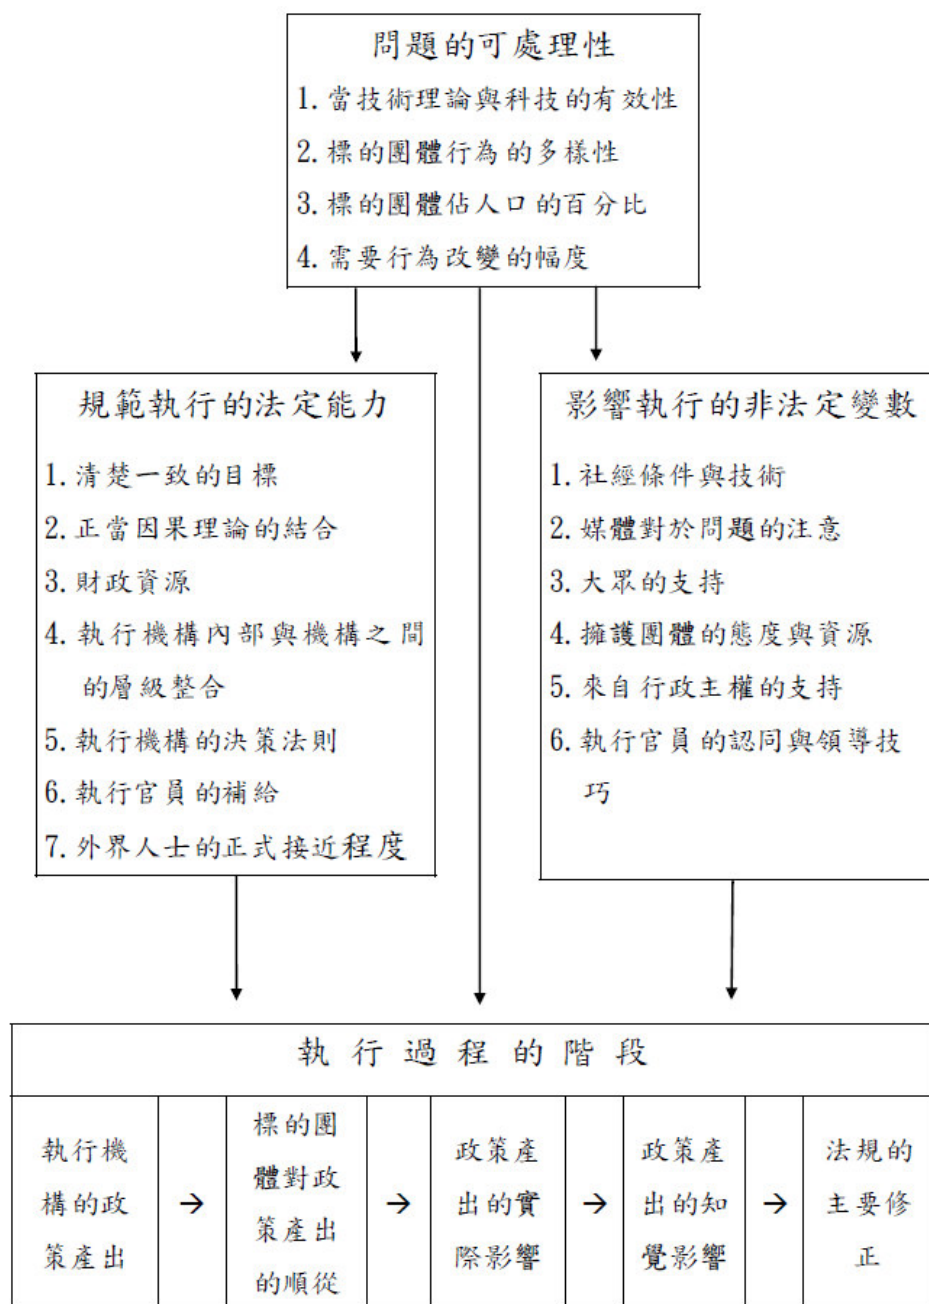 問題的可處理性
1.當技術理論與科技的有效性
2.標的團體行為的多樣性
3.標的團體佔人口的百分比
4.需要行為改變的幅度
規範執行的法定能力
1.清楚一致的目標
2.正當因果理論的結合
3.財政資源
4.執行機構內部與機構之間
的層級整合
5.執行機構的決策法則
6.執行官員的補給
7.外界人士的正式接近程度
影響執行的非法定變數
1.社經條件與技術
2.媒體對於問題的注意
3.大眾的支持
4.擁護團體的態度與資源
5.來自行政主權的支持
6.執行官員的認同與領導技
巧
執行過程的階段
執行機
構的政
策產出
→
標的團
體對政
策產出
的順從
→
政策產
出的實
際影響
→
政策產
出的知
覺影響
→
法規的
主要修
正